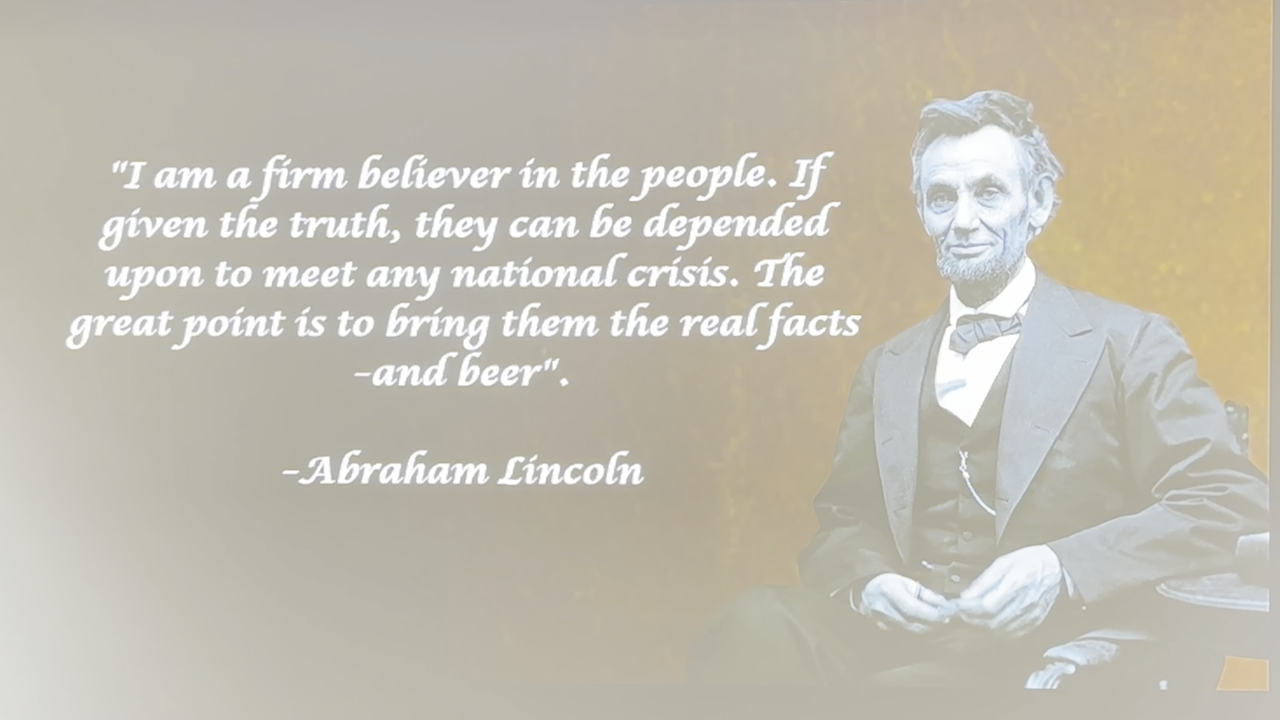 "I am a firm believer in the people. If
given the truth, they can be depended
upon to meet any national crisis. The
great point is to bring them the real facts
-and beer".
-Abraham Lincoln